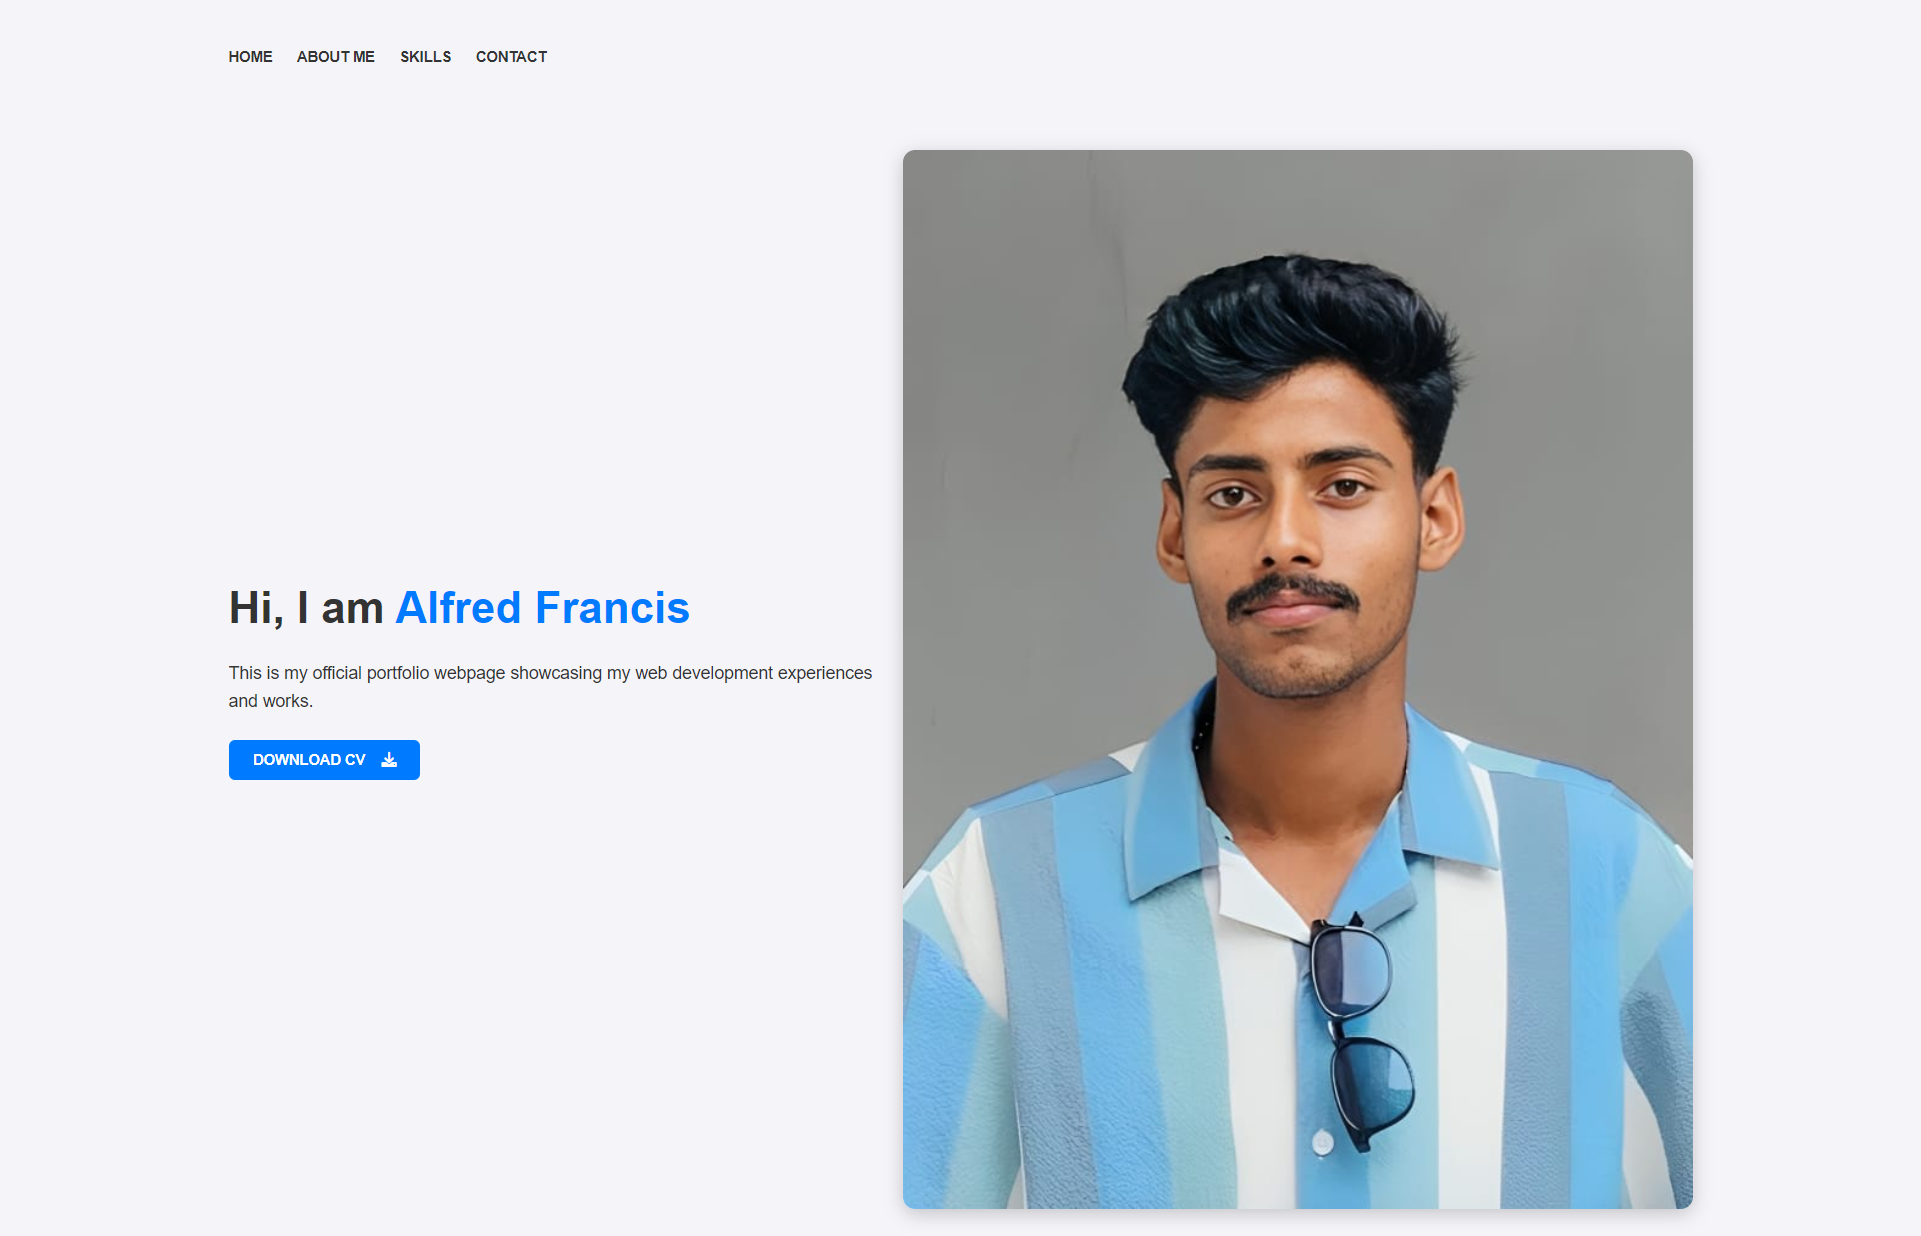 HOME ABOUT ME SKILLS CONTACT
Hi, I am Alfred Francis
This is my official portfolio webpage showcasing my web development experiences
and works.
DOWNLOAD CV